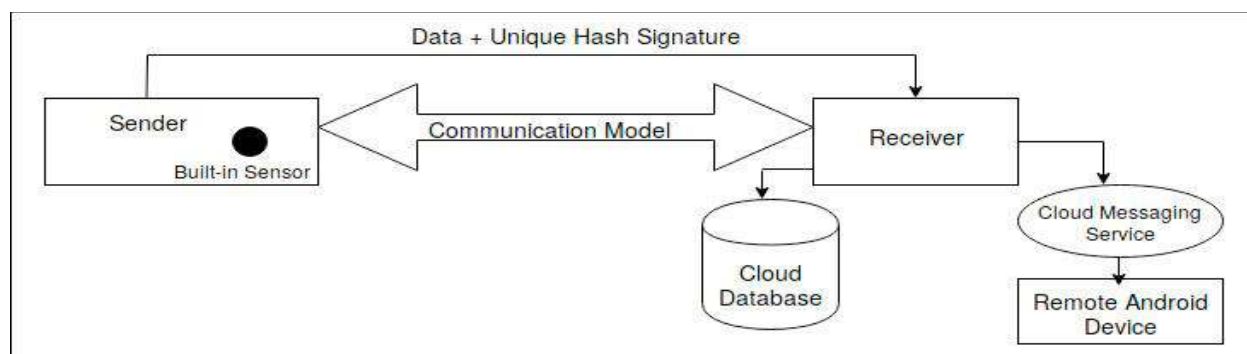 Data + Unique Hash Signature
Sender
Built-in Sensor
Communication Model
Receiver
Cloud
Database
Cloud Messaging
Service
Remote Android
Device